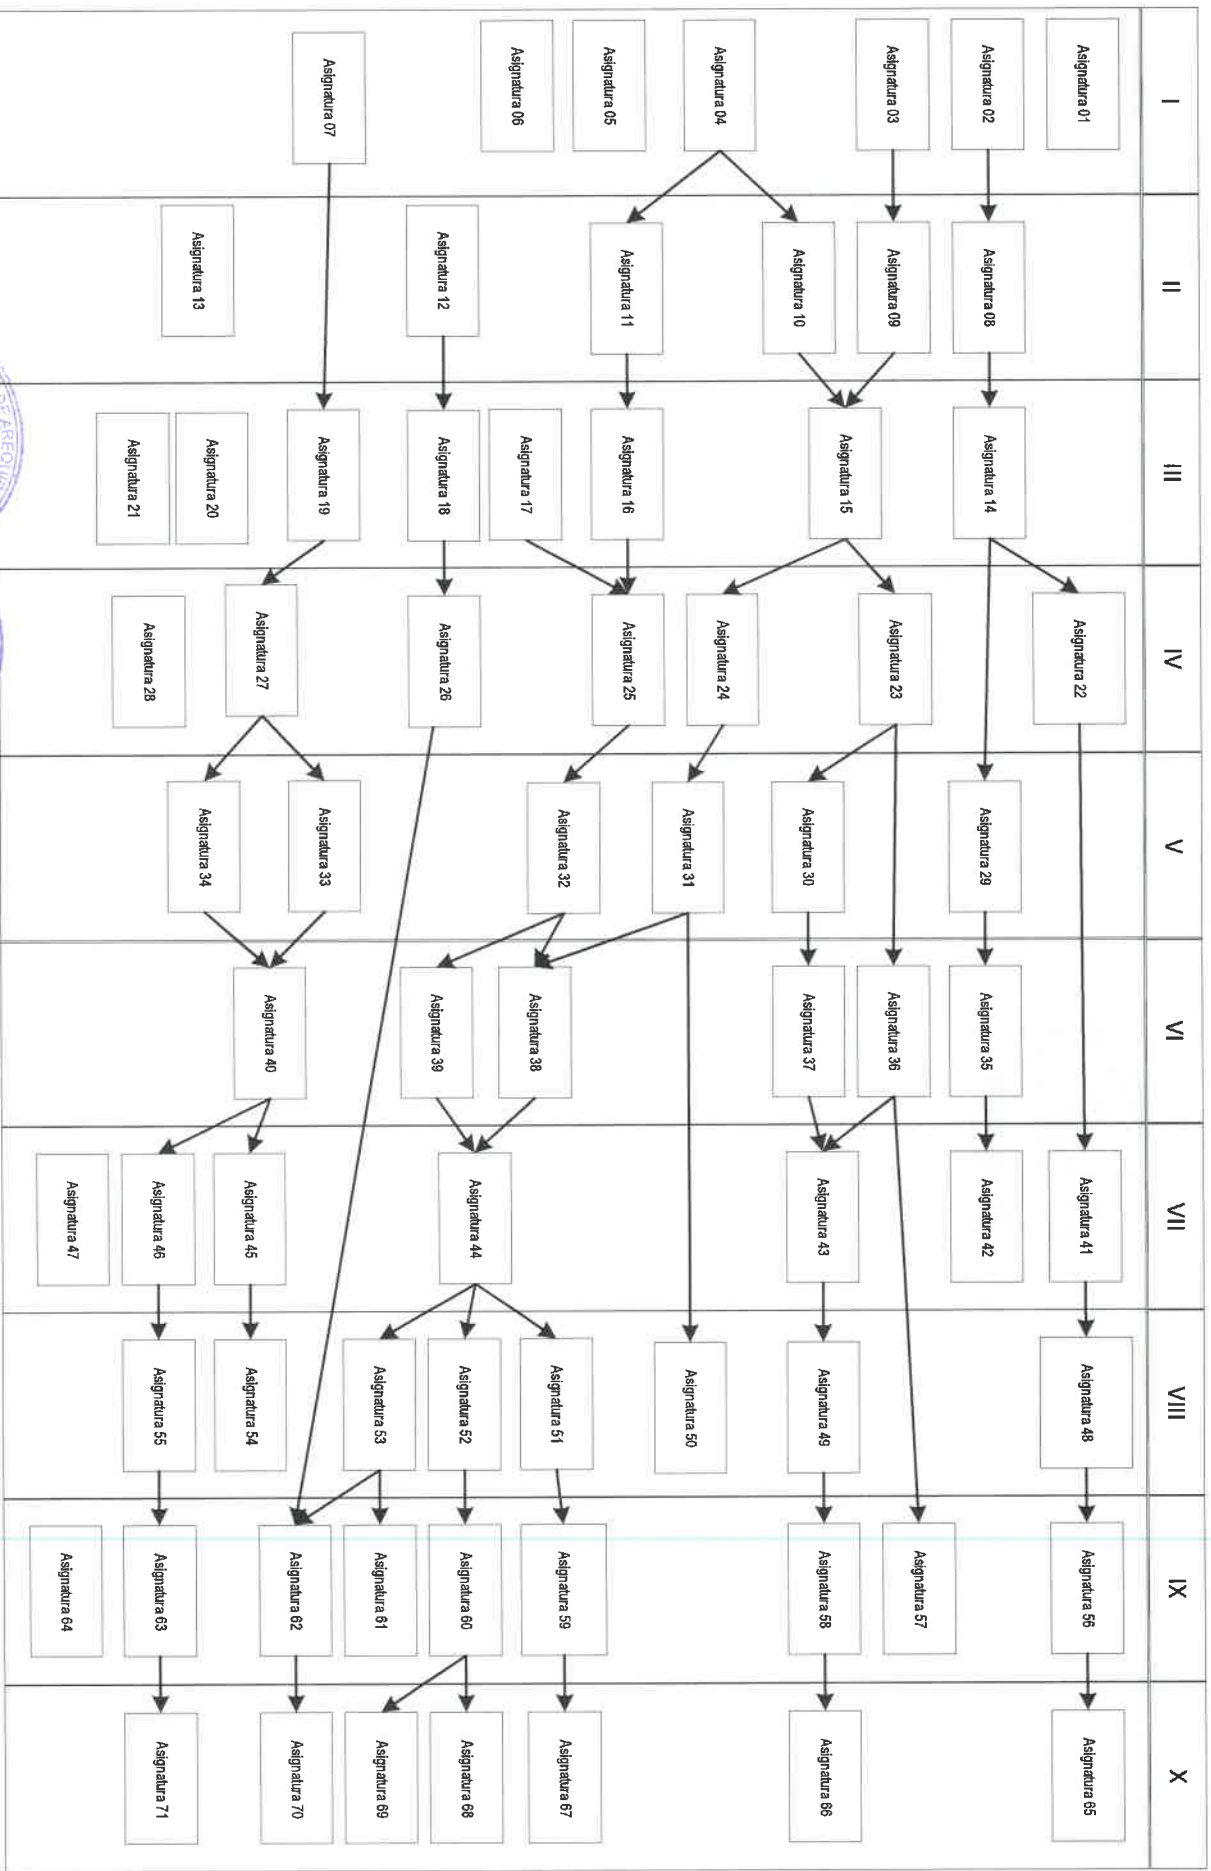 I
II
III
IV
V
VI
VII
VIII
IX
X
Asignatura 01
Asignatura 02
Asignatura 03
Asignatura 04
Asignatura 05
Asignatura 06
Asignatura 07
Asignatura 08
Asignatura 09
Asignatura 10
Asignatura 11
Asignatura 12
Asignatura 13
Asignatura 14
Asignatura 15
Asignatura 16
Asignatura 17
Asignatura 18
Asignatura 19
Asignatura 20
Asignatura 21
Asignatura 22
Asignatura 23
Asignatura 24
Asignatura 25
Asignatura 26
Asignatura 27
Asignatura 28
Asignatura 29
Asignatura 30
Asignatura 31
Asignatura 32
Asignatura 33
Asignatura 34
Asignatura 35
Asignatura 36
Asignatura 37
Asignatura 38
Asignatura 39
Asignatura 40
Asignatura 41
Asignatura 42
Asignatura 43
Asignatura 44
Asignatura 45
Asignatura 46
Asignatura 47
Asignatura 48
Asignatura 49
Asignatura 50
Asignatura 51
Asignatura 52
Asignatura 53
Asignatura 54
Asignatura 55
Asignatura 56
Asignatura 57
Asignatura 58
Asignatura 59
Asignatura 60
Asignatura 61
Asignatura 62
Asignatura 63
Asignatura 64
Asignatura 65
Asignatura 66
Asignatura 67
Asignatura 68
Asignatura 69
Asignatura 70
Asignatura 71